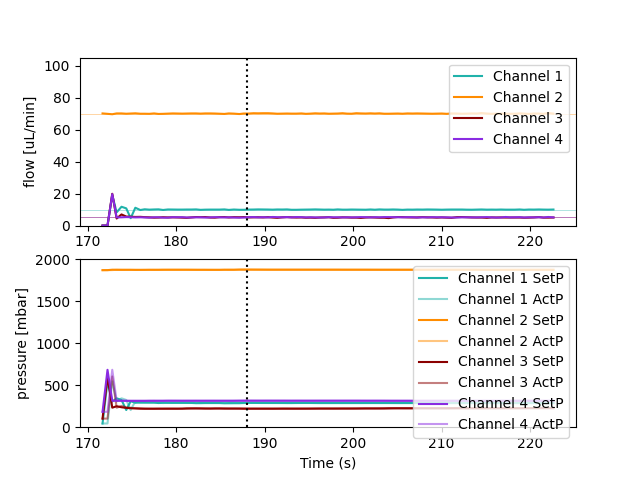 100
80
60
40
20
0
flow [uL/min]
Channel 1
Channel 2
Channel 3
Channel 4
170 180 190 200 210 220
2000
1500
1000
500
0
pressure [mbar]
Channel 1 SetP
Channel 1 ActP
Channel 2 SetP
Channel 2 ActP
Channel 3 SetP
Channel 3 ActP
Channel 4 SetP
Channel 4 ActP
170 180 190 200 210 220
Time (s)